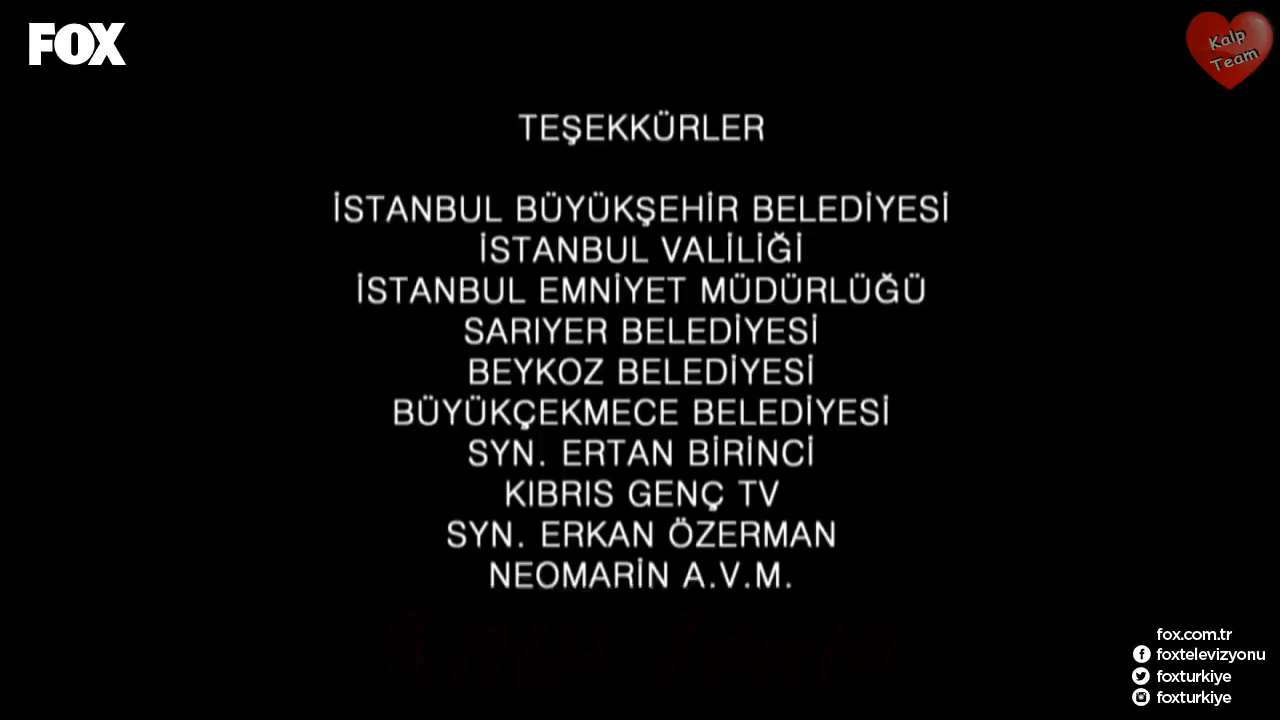 FOX
Kalp
Team
TEŞEKKÜRLER
İSTANBUL BÜYÜKŞEHİR BELEDİYESİ
İSTANBUL VALİLİĞİ
İSTANBUL EMNİYET MÜDÜRLÜĞÜ
SARIYER BELEDİYESİ
BEYKOZ BELEDİYESİ
BÜYÜKÇEKMECE BELEDİYESİ
SYN. ERTAN BİRİNCİ
KIBRIS GENÇ TV
SYN. ERKAN ÖZERMAN
NEOMARİN A.V.M.
fox.com.tr
foxtelevizyonu
foxturkiye
foxturkiye